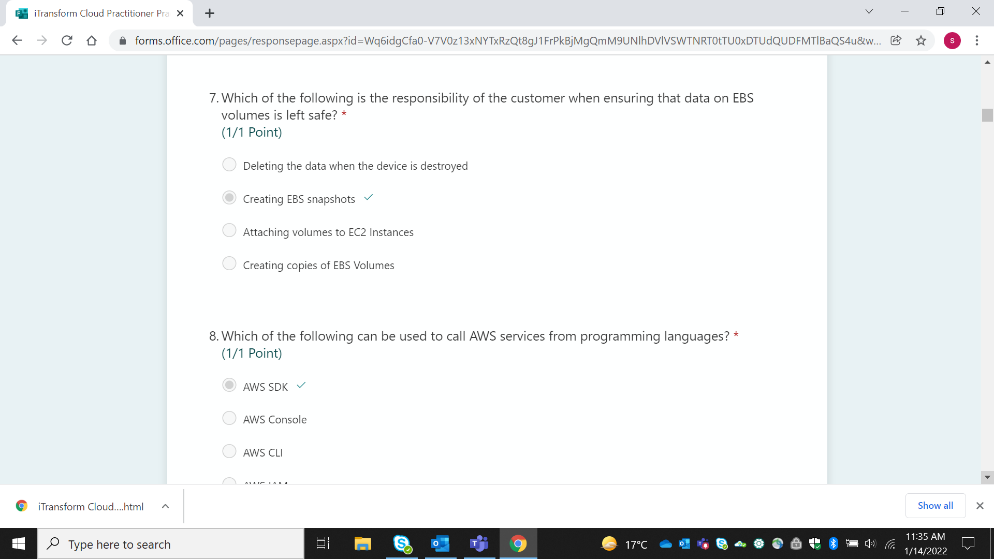 iTransform Cloud Practitioner Pra
forms.office.com/pages/responsepage.aspx?id=Wq6idgCfa0-V7V0z13xNYTxRzQt8gJ1FrPkBjMgQmM9UNlhDVlVSWTNRT0tTU0xDTUdQUDFMTlBaQS4u&w...
S
7. Which of the following is the responsibility of the customer when ensuring that data on EBS
volumes is left safe? *
(1/1 Point)
Deleting the data when the device is destroyed
Creating EBS snapshots
Attaching volumes to EC2 Instances
Creating copies of EBS Volumes
8. Which of the following can be used to call AWS services from programming languages? *
(1/1 Point)
AWS SDK
AWS Console
AWS CLI
AWS IAM
iTransform Cloud....html
Show all
Type here to search
17°C
11:35 AM
1/14/2022